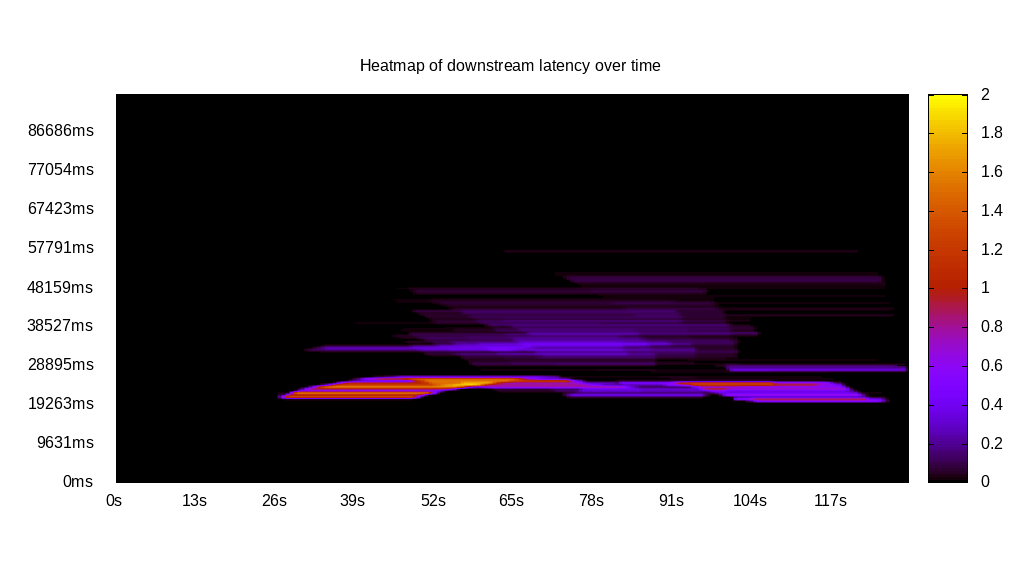 Heatmap of downstream latency over time
86686ms
77054ms
67423ms
57791ms
48159ms
38527ms
28895ms
19263ms
9631ms
0ms
0s 13s 26s 39s 52s 65s 78s 91s 104s 117s
2
1.8
1.6
1.4
1.2
1
0.8
0.6
0.4
0.2
0